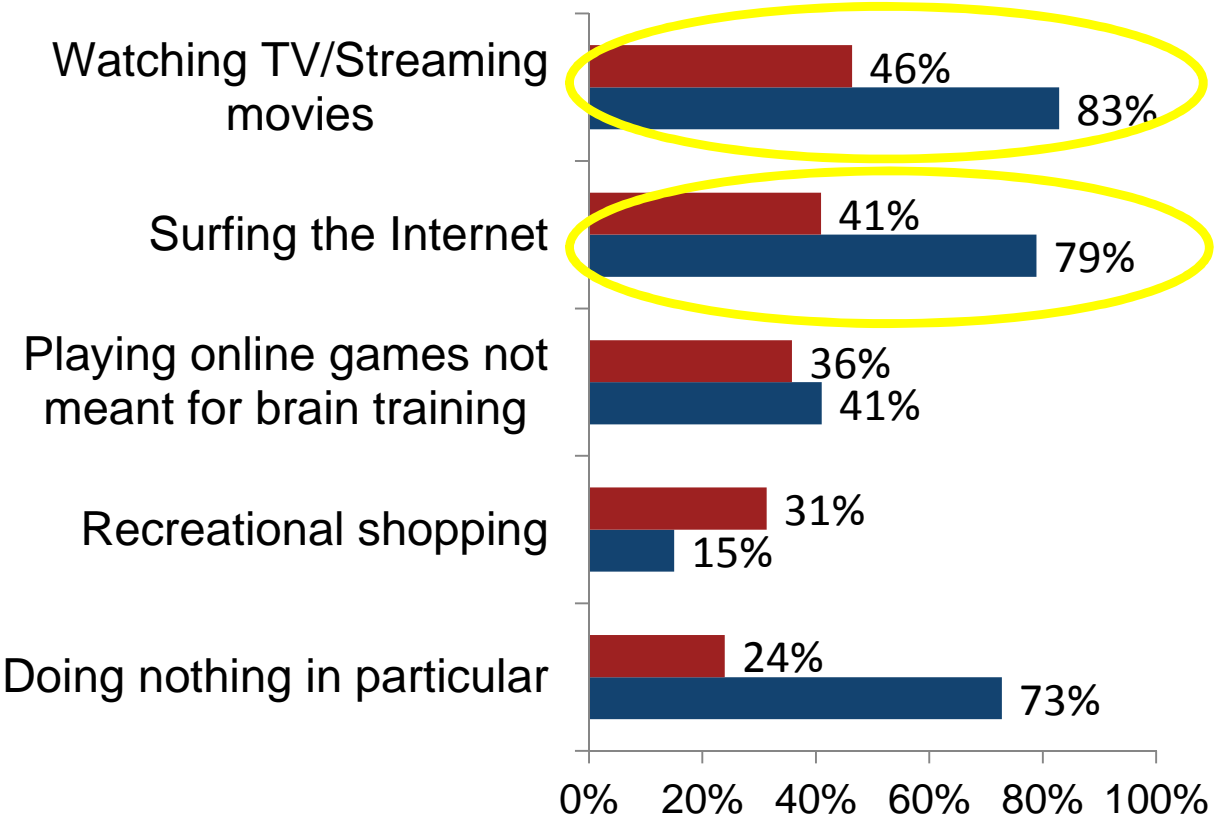 Watching TV/Streaming
movies
46%
83%
Surfing the Internet
41%
79%
Playing online games not
meant for brain training
36%
41%
Recreational shopping
31%
15%
Doing nothing in particular
24%
73%
0% 20% 40% 60% 80% 100%